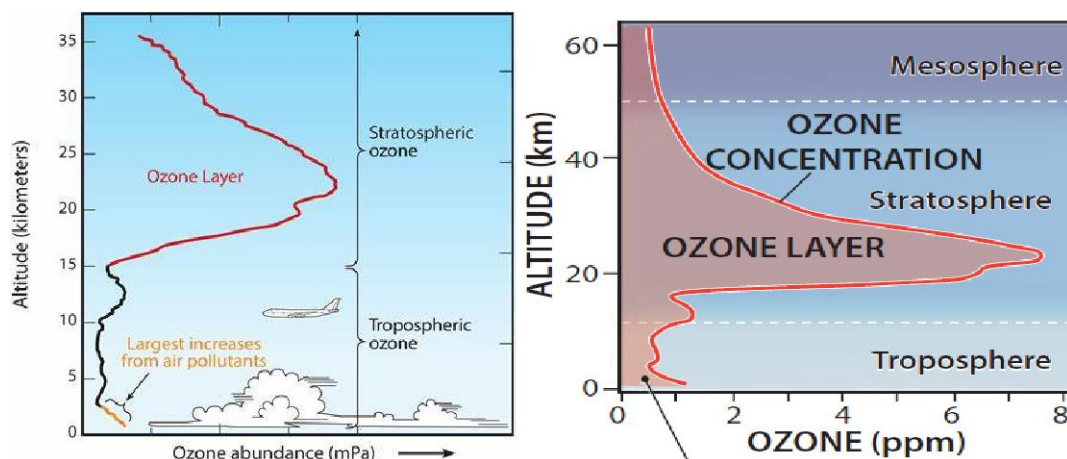 35
30
25
20
15
10
5
0
Altitude (kilometers)
Ozone Layer
Stratospheric
ozone
Tropospheric
ozone
Largest increases
from air pollutants
Ozone abundance (mPa)
60
40
20
0
ALTITUDE (km)
Mesosphere
OZONE
CONCENTRATION
Stratosphere
OZONE LAYER
Troposphere
0 2 4 6 8
OZONE (ppm)